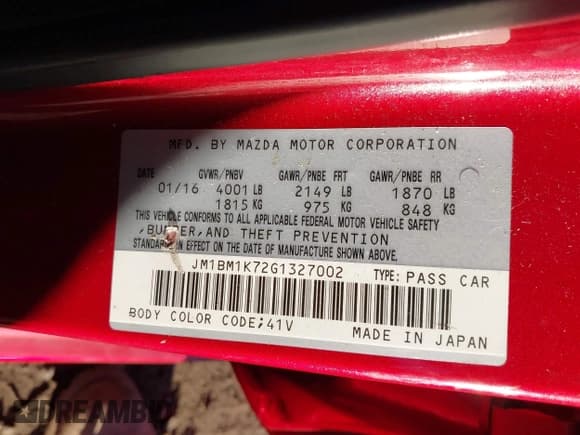 MFD. BY MAZDA MOTOR CORPORATION
DATE GVWR/PNBV GAWR/PNBE FRT GAWR/PNBE RR
01/16 4001 LB 2149 LB 1870 LB
1815 KG 975 KG 848 KG
THIS VEHICLE CONFORMS TO ALL APPLICABLE FEDERAL MOTOR VEHICLE SAFETY
, BUMPER, AND THEFT PREVENTION
STANDARDS IN EFFECT ON THE DATE OF MANUFACTURE SHOWN ABOVE.
JM1BM1K72G1327002 TYPE: PASS CAR
BODY COLOR CODE;41V MADE IN JAPAN
DREAMBID